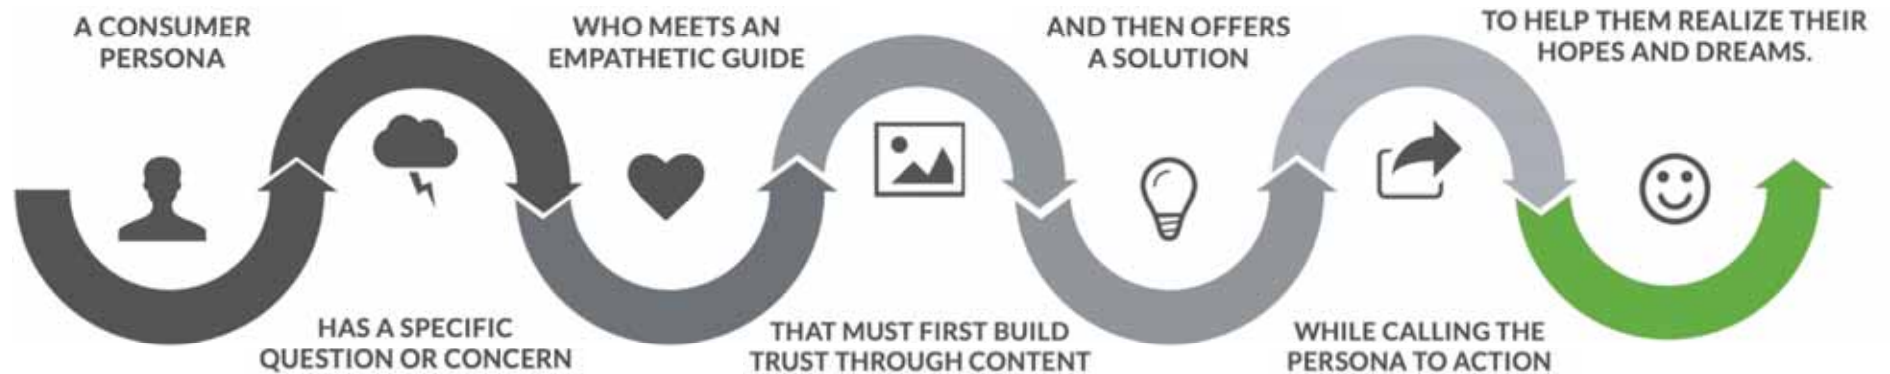 A CONSUMER
PERSONA
HAS A SPECIFIC
QUESTION OR CONCERN
WHO MEETS AN
EMPATHETIC GUIDE
THAT MUST FIRST BUILD
TRUST THROUGH CONTENT
AND THEN OFFERS
A SOLUTION
WHILE CALLING THE
PERSONA TO ACTION
TO HELP THEM REALIZE THEIR
HOPES AND DREAMS.